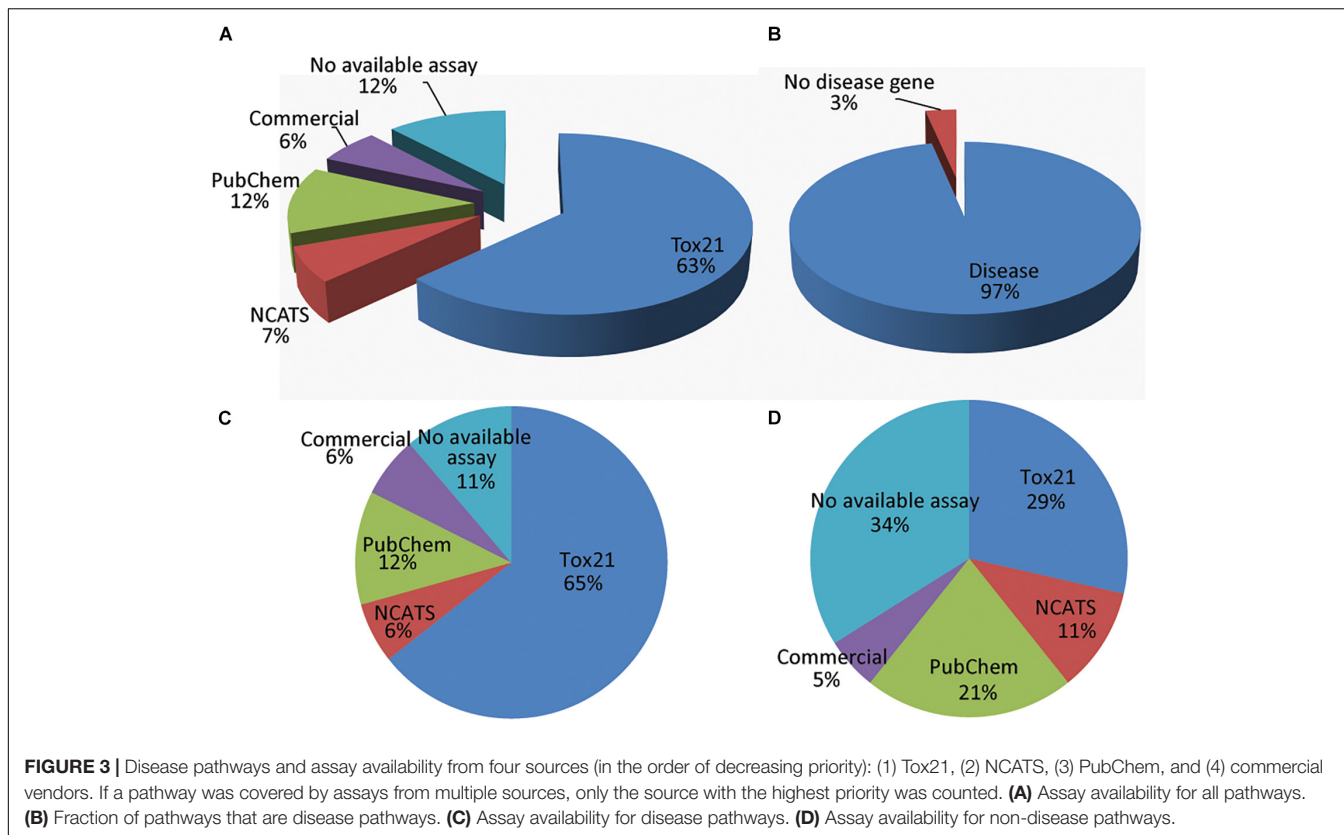 A
No available assay
12%
Commercial
6%
PubChem
12%
NCATS
7%
Tox21
63%
B
No disease gene
3%
Disease
97%
C
Commercial
6%
No available
assay
11%
PubChem
12%
NCATS
6%
Tox21
65%
D
No available assay
34%
Tox21
29%
NCATS
11%
PubChem
21%
Commercial
5%
FIGURE 3 | Disease pathways and assay availability from four sources (in the order of decreasing priority): (1) Tox21, (2) NCATS, (3) PubChem, and (4) commercial
vendors. If a pathway was covered by assays from multiple sources, only the source with the highest priority was counted. (A) Assay availability for all pathways.
(B) Fraction of pathways that are disease pathways. (C) Assay availability for disease pathways. (D) Assay availability for non-disease pathways.